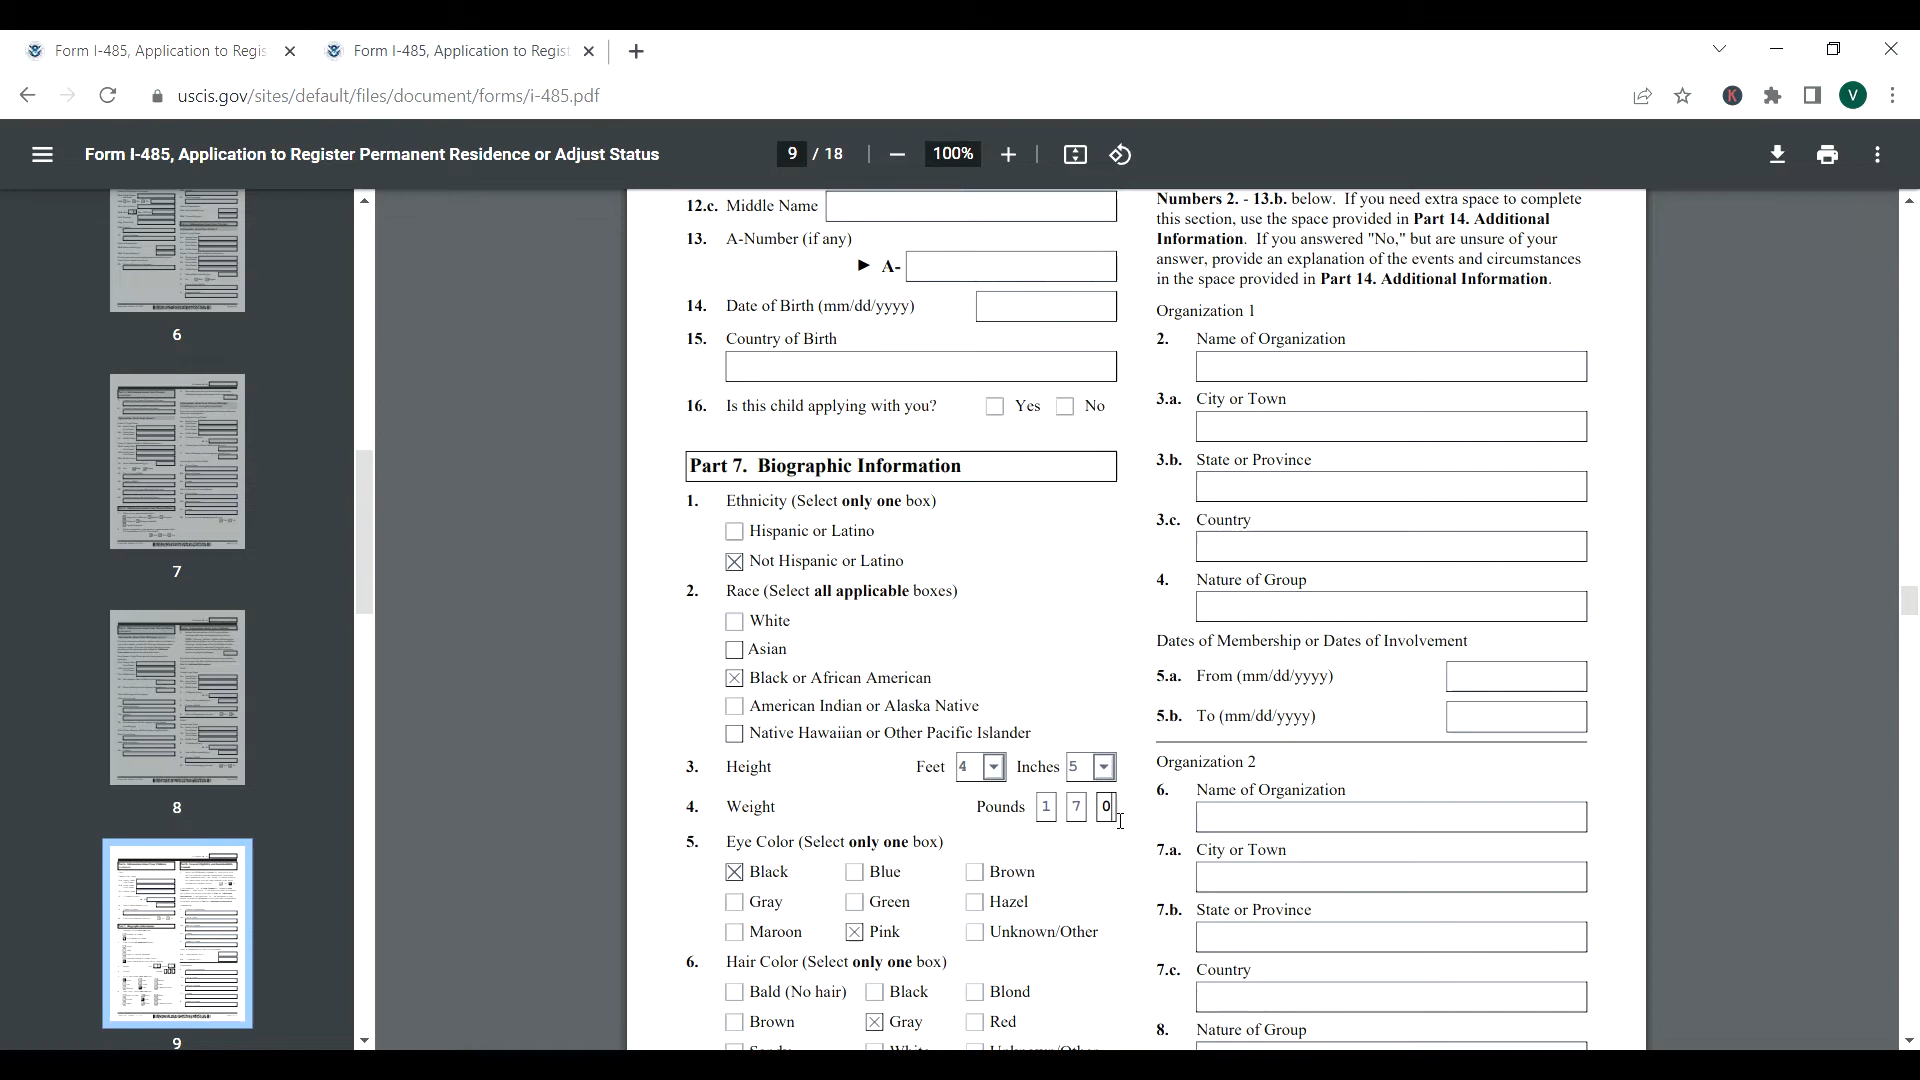 Form I-485, Application to Regis
Form I-485, Application to Regist
uscis.gov/sites/default/files/document/forms/i-485.pdf
K
V
Form I-485, Application to Register Permanent Residence or Adjust Status
9 / 18
100%
6
7
8
9
12.c. Middle Name
13. A-Number (if any)
► A-
14. Date of Birth (mm/dd/yyyy)
15. Country of Birth
16. Is this child applying with you? Yes No
Part 7. Biographic Information
1. Ethnicity (Select only one box)
Hispanic or Latino
Not Hispanic or Latino
2. Race (Select all applicable boxes)
White
Asian
Black or African American
American Indian or Alaska Native
Native Hawaiian or Other Pacific Islander
3. Height Feet 4 Inches 5
4. Weight Pounds 1 7 0
5. Eye Color (Select only one box)
Black Blue Brown
Gray Green Hazel
Maroon Pink Unknown/Other
6. Hair Color (Select only one box)
Bald (No hair) Black Blond
Brown Gray Red
Numbers 2. - 13.b. below. If you need extra space to complete
this section, use the space provided in Part 14. Additional
Information. If you answered "No," but are unsure of your
answer, provide an explanation of the events and circumstances
in the space provided in Part 14. Additional Information.
Organization 1
2. Name of Organization
3.a. City or Town
3.b. State or Province
3.c. Country
4. Nature of Group
Dates of Membership or Dates of Involvement
5.a. From (mm/dd/yyyy)
5.b. To (mm/dd/yyyy)
Organization 2
6. Name of Organization
7.a. City or Town
7.b. State or Province
7.c. Country
8. Nature of Group